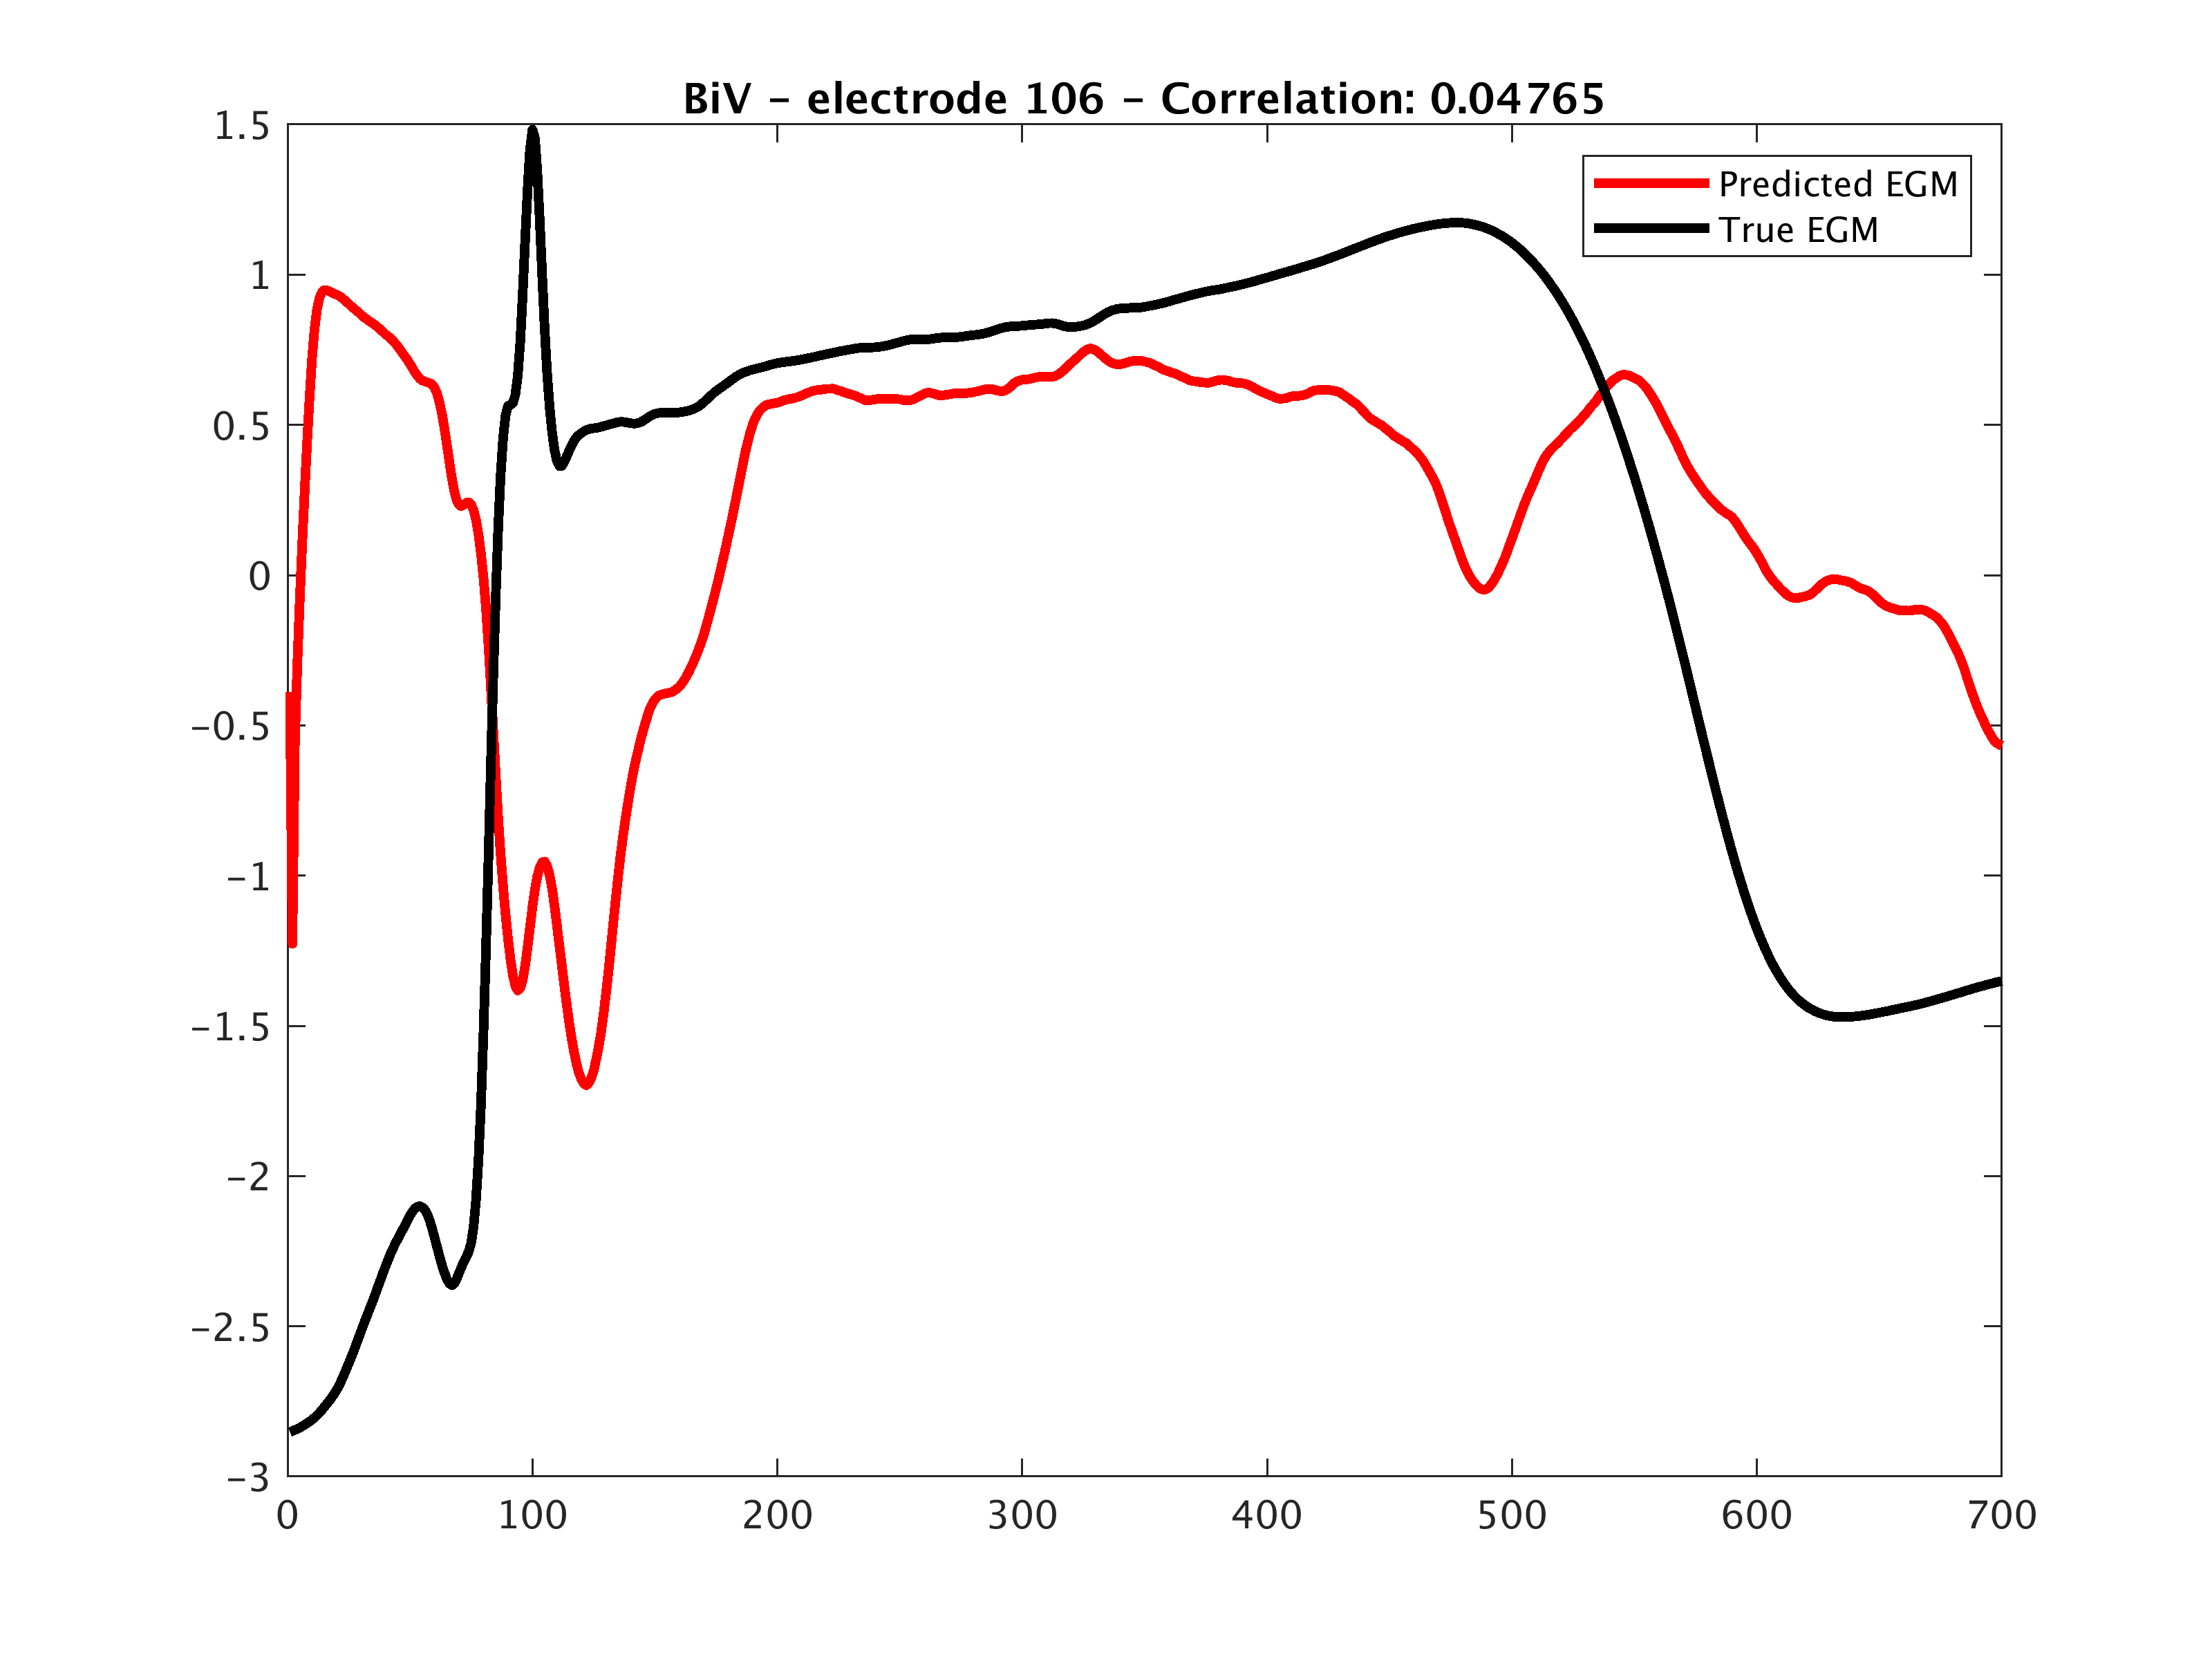 BiV – electrode 106 – Correlation: 0.04765
Predicted EGM
True EGM
1.5
1
0.5
0
−0.5
−1
−1.5
−2
−2.5
−3
0 100 200 300 400 500 600 700